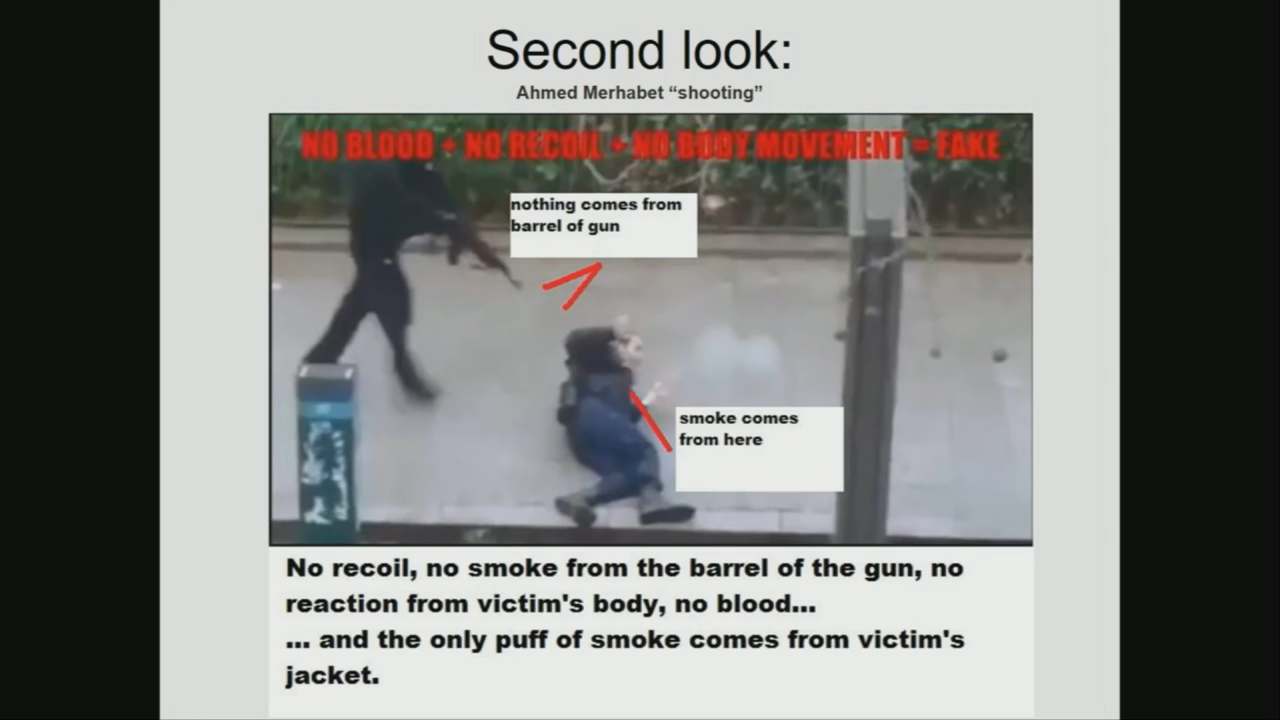 Second look:
Ahmed Merhabet “shooting”
NO BLOOD + NO RECOIL + NO BODY MOVEMENT = FAKE
nothing comes from
barrel of gun
smoke comes
from here
No recoil, no smoke from the barrel of the gun, no
reaction from victim's body, no blood...
... and the only puff of smoke comes from victim's
jacket.